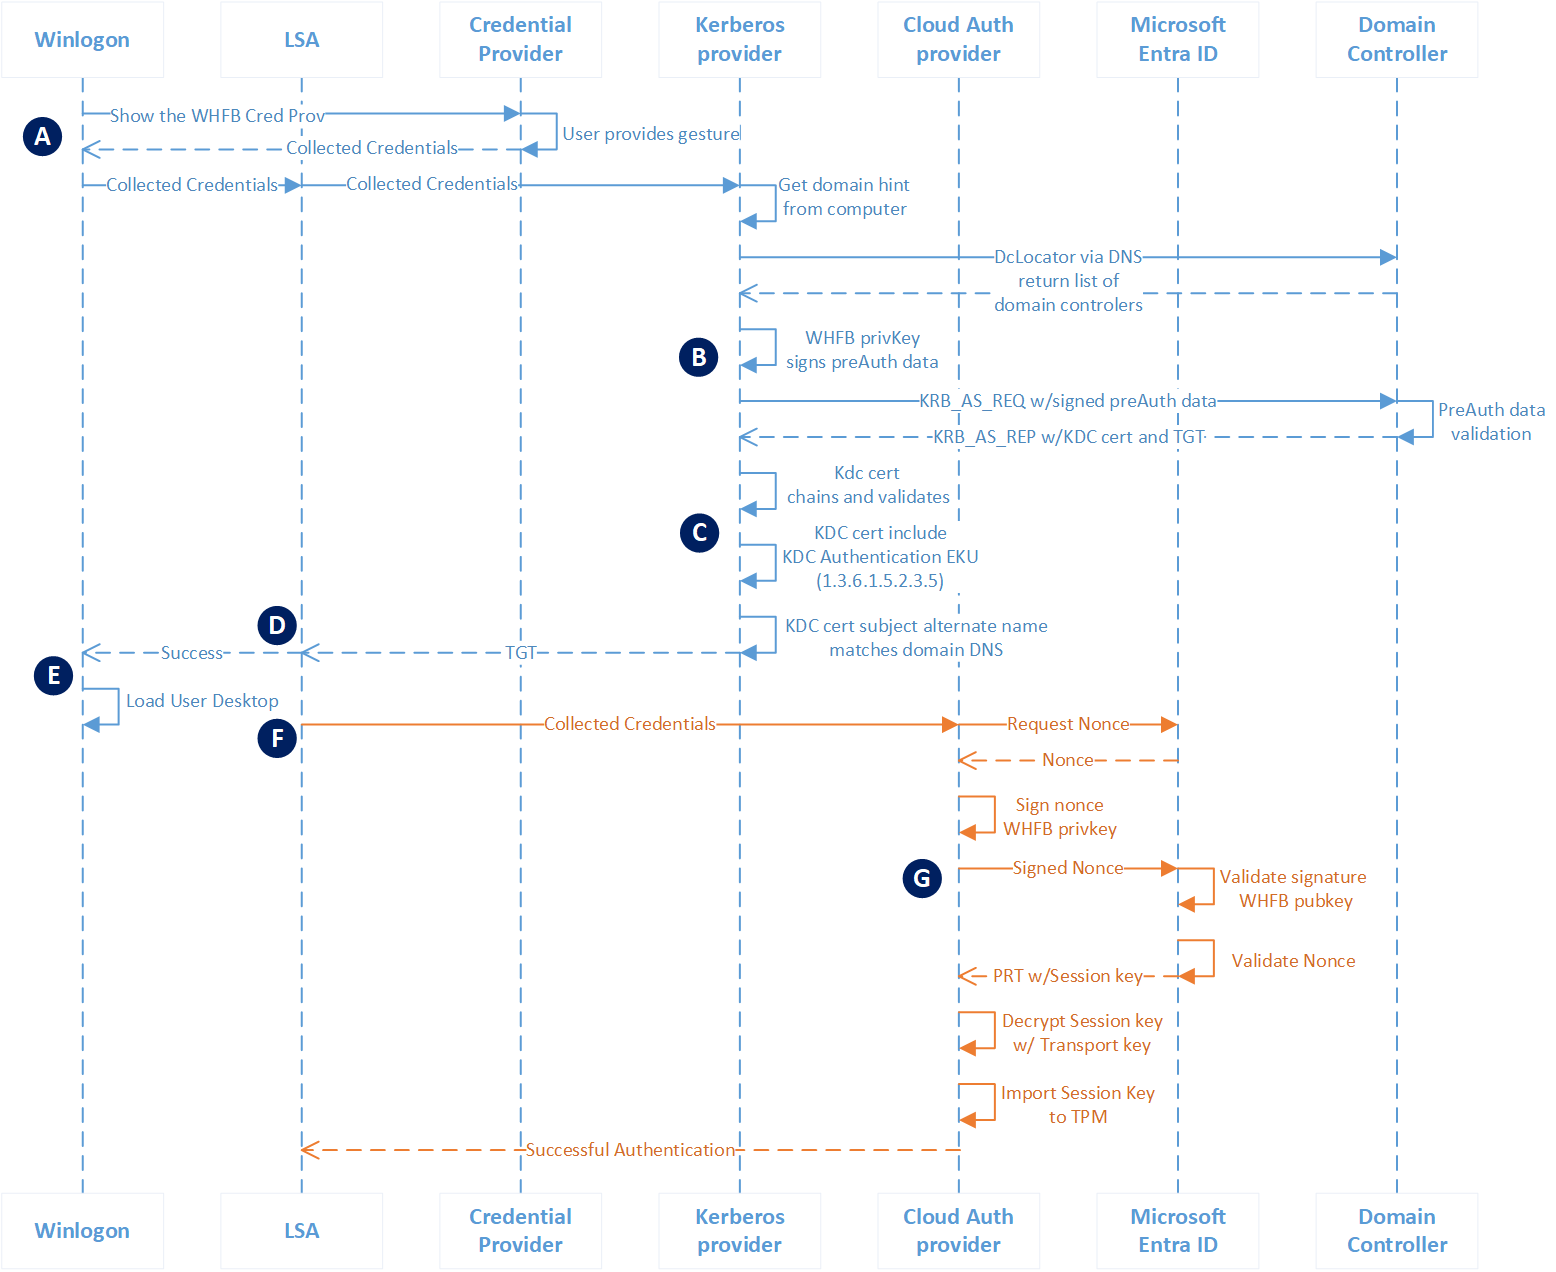 Winlogon
LSA
Credential
Provider
Kerberos
provider
Cloud Auth
provider
Microsoft
Entra ID
Domain
Controller
Show the WHFB Cred Prov
A
User provides gesture
Collected Credentials
Collected Credentials
Collected Credentials
Get domain hint
from computer
DcLocator via DNS
return list of
domain controlers
B
WHFB privKey
signs preAuth data
KRB_AS_REQ w/signed preAuth data
PreAuth data
validation
KRB_AS_REP w/KDC cert and TGT
Kdc cert
chains and validates
C
KDC cert include
KDC Authentication EKU
(1.3.6.1.5.2.3.5)
D
KDC cert subject alternate name
matches domain DNS
Success
TGT
E
Load User Desktop
F
Collected Credentials
Request Nonce
Nonce
Sign nonce
WHFB privkey
G
Signed Nonce
Validate signature
WHFB pubkey
Validate Nonce
PRT w/Session key
Decrypt Session key
w/ Transport key
Import Session Key
to TPM
Successful Authentication
Winlogon
LSA
Credential
Provider
Kerberos
provider
Cloud Auth
provider
Microsoft
Entra ID
Domain
Controller